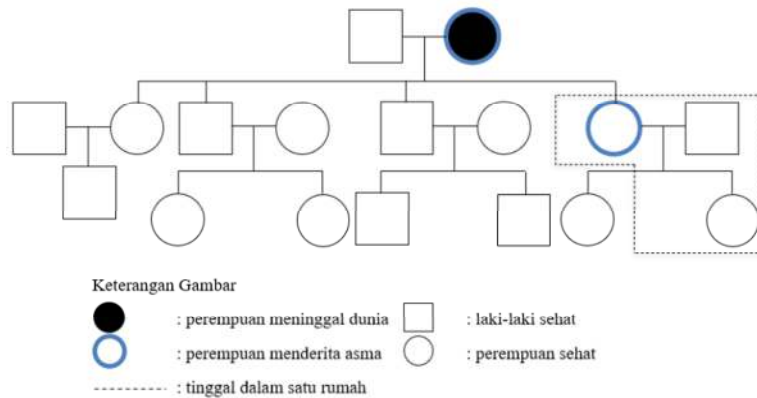 Keterangan Gambar
: perempuan meninggal dunia
: laki-laki sehat
: perempuan menderita asma
: perempuan sehat
: tinggal dalam satu rumah